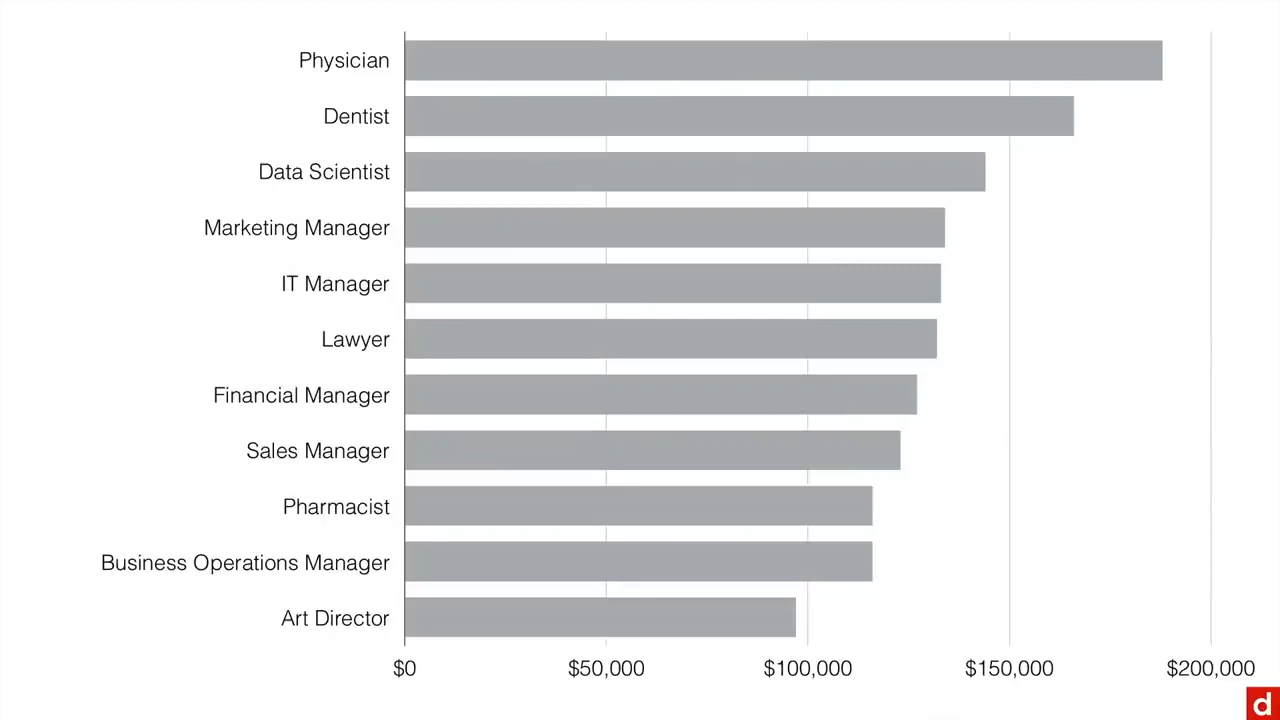 Physician
Dentist
Data Scientist
Marketing Manager
IT Manager
Lawyer
Financial Manager
Sales Manager
Pharmacist
Business Operations Manager
Art Director
$0 $50,000 $100,000 $150,000 $200,000
d